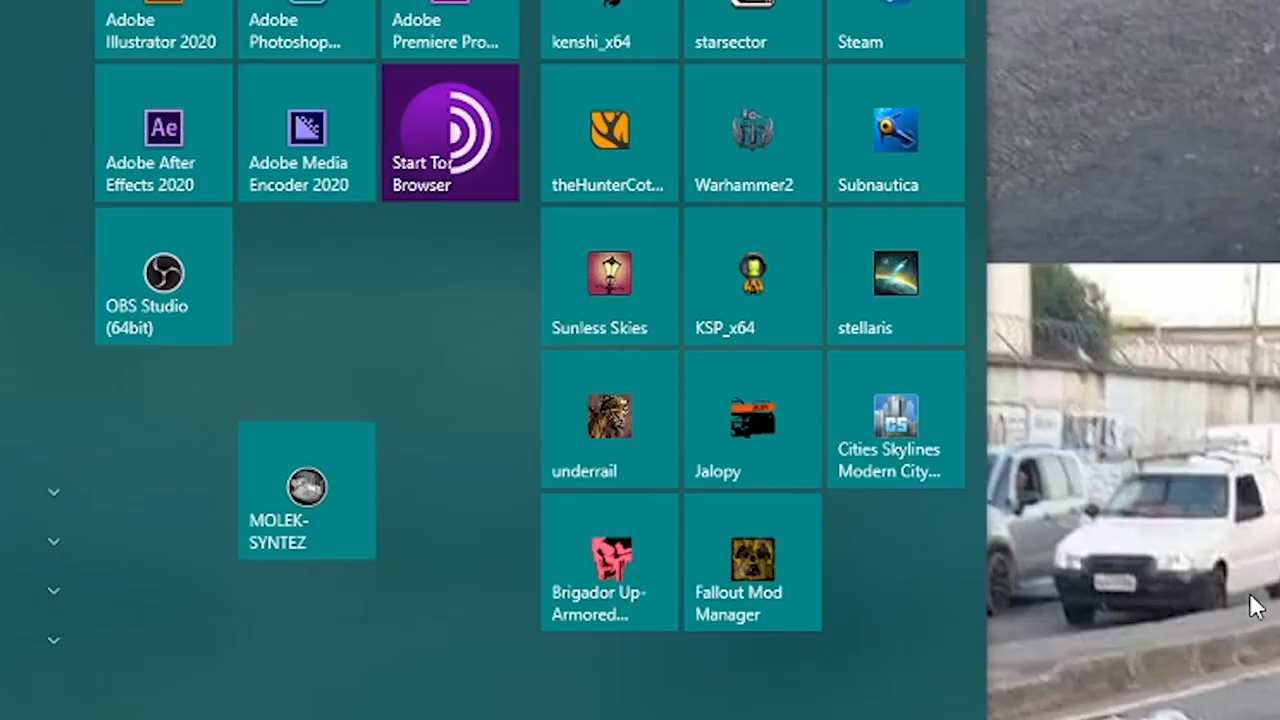 Adobe
Illustrator 2020
Adobe
Photoshop...
Adobe
Premiere Pro...
kenshi_x64
starsector
Steam
Ae
Adobe After
Effects 2020
Adobe Media
Encoder 2020
Start Tor
Browser
theHunterCot...
Warhammer2
Subnautica
OBS Studio
(64bit)
Sunless Skies
KSP_x64
stellaris
underrail
Jalopy
CS
Cities Skylines
Modern City...
MOLEK-
SYNTEZ
Brigador Up-
Armored...
Fallout Mod
Manager